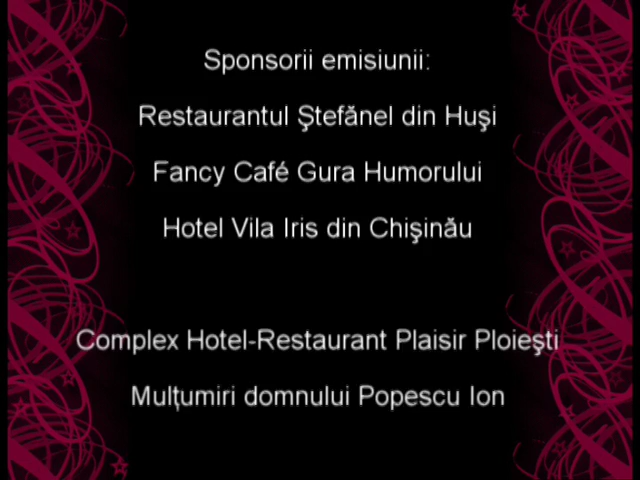 Sponsorii emisiunii:
Restaurantul Ştefănel din Huşi
Fancy Café Gura Humorului
Hotel Vila Iris din Chişinău
Complex Hotel-Restaurant Plaisir Ploieşti
Mulţumiri domnului Popescu Ion